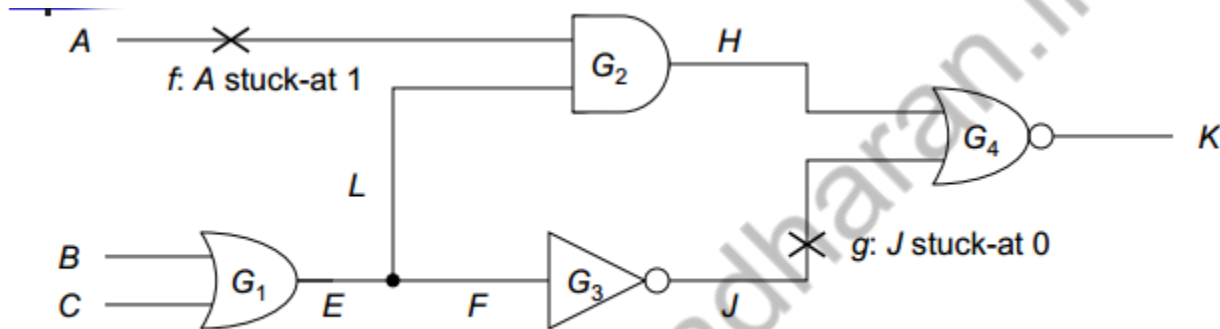 A
f: A stuck-at 1
G2
H
G4
K
L
B
C
G1
E
F
G3
J
g: J stuck-at 0